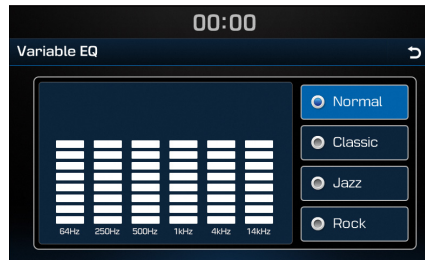 00:00
Variable EQ
Normal
Classic
Jazz
Rock
64Hz 250Hz 500Hz 1kHz 4kHz 14kHz